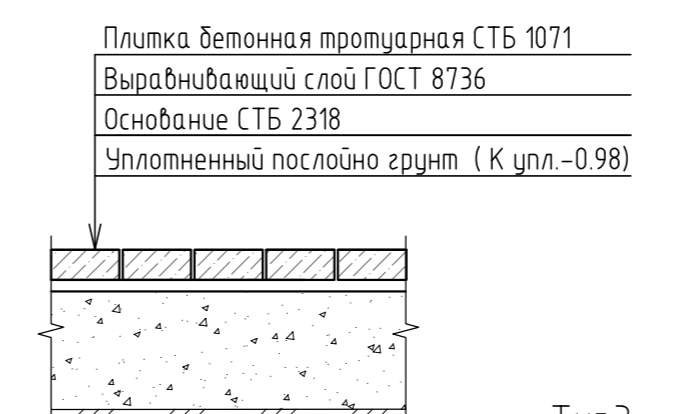 Плитка бетонная тротуарная СТБ 1071
Выравнивающий слой ГОСТ 8736
Основание СТБ 2318
Уплотненный послойно грунт ( К упл.-0.98)